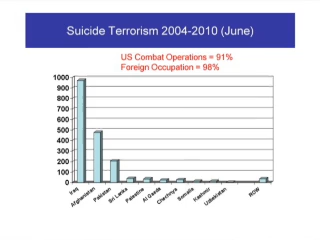 Suicide Terrorism 2004-2010 (June)
US Combat Operations = 91%
Foreign Occupation = 98%
1000
900
800
700
600
500
400
300
200
100
0
Iraq
Afghanistan
Pakistan
Sri Lanka
Palestine
Al Qaeda
Chechnya
Somalia
Kashmir
Uzbekistan
ROW